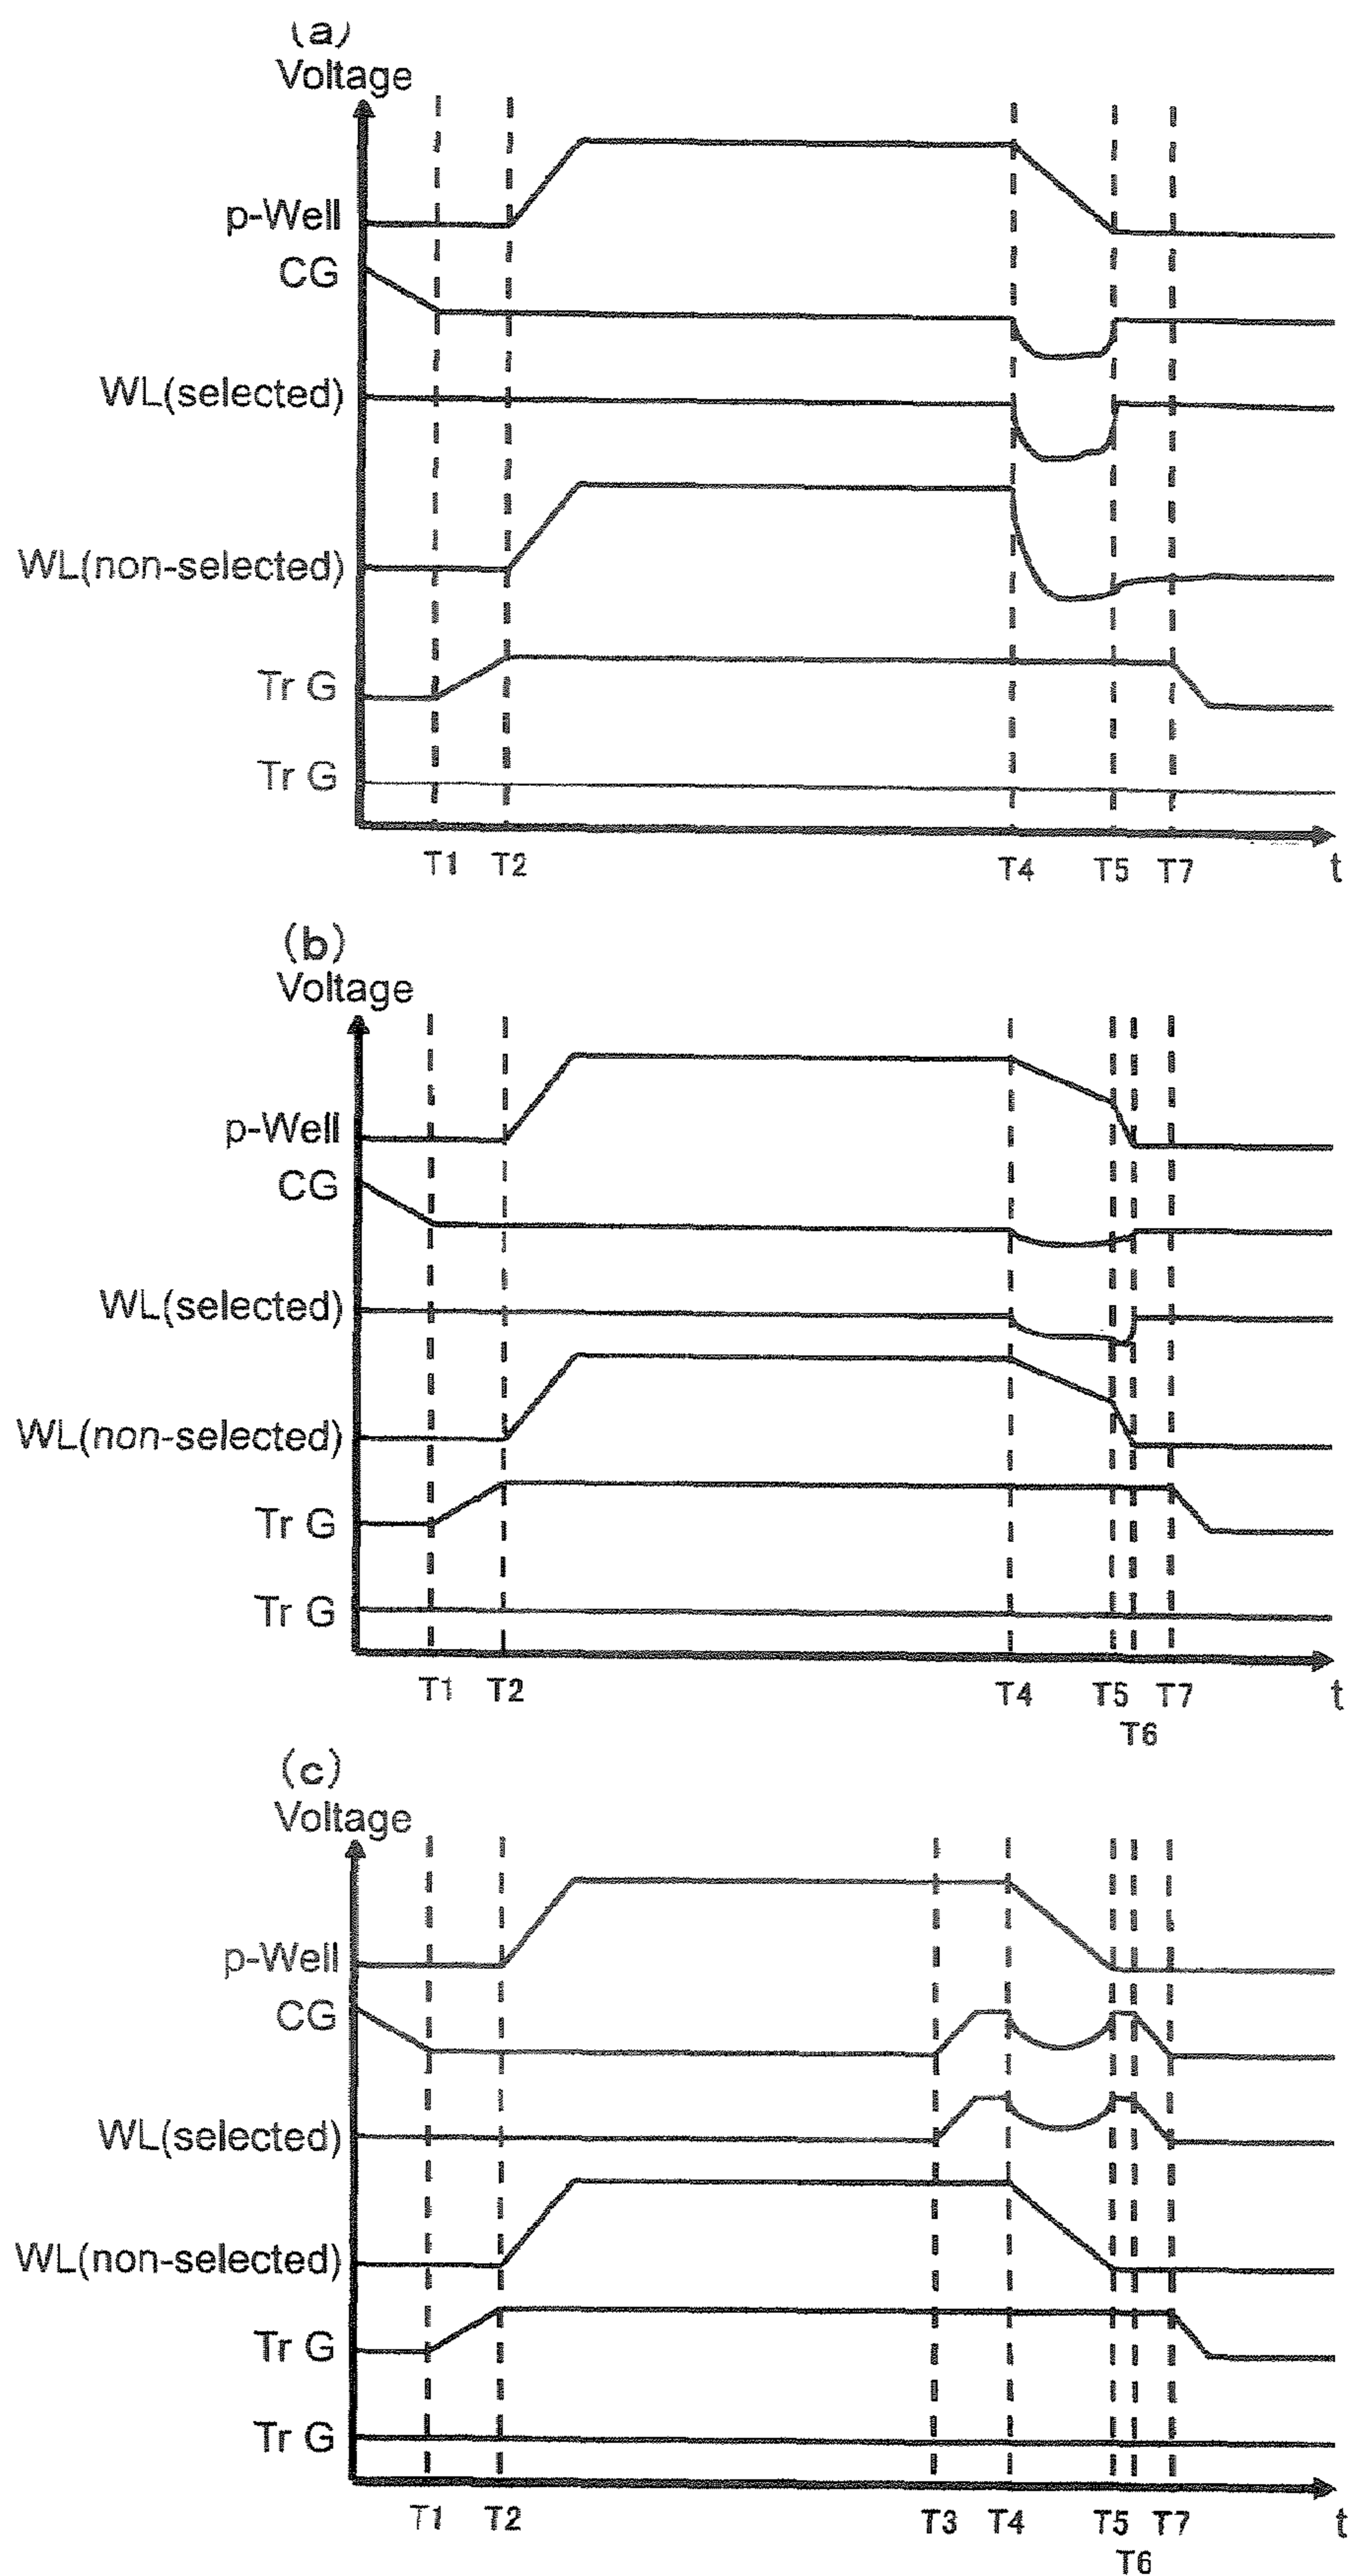 (a)
Voltage
p-Well
CG
WL(selected)
WL(non-selected)
Tr G
Tr G
T1 T2 T4 T5 T7 t
(b)
Voltage
p-Well
CG
WL(selected)
WL(non-selected)
Tr G
Tr G
T1 T2 T4 T5 T7 t
T6
(c)
Voltage
p-Well
CG
WL(selected)
WL(non-selected)
Tr G
Tr G
T1 T2 T3 T4 T5 T7 t
T6